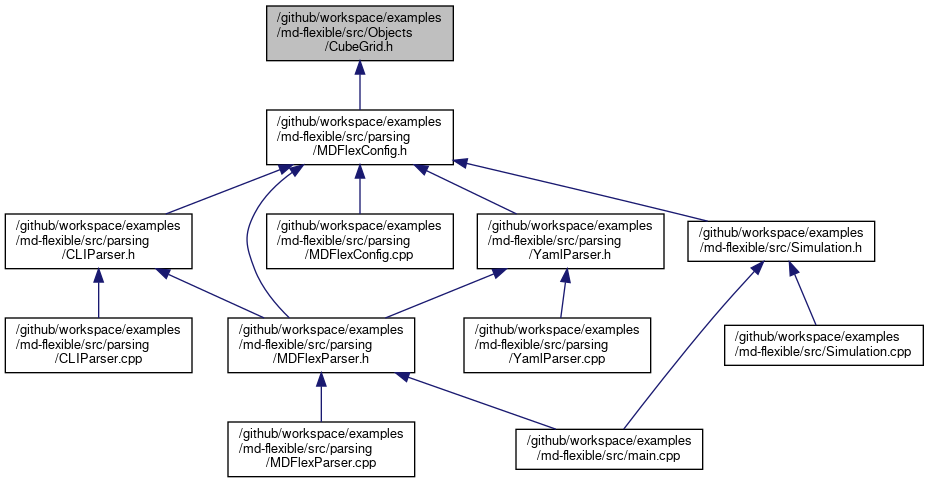 /github/workspace/examples
/md-flexible/src/Objects
/CubeGrid.h
/github/workspace/examples
/md-flexible/src/parsing
/MDFlexConfig.h
/github/workspace/examples
/md-flexible/src/parsing
/CLIParser.h
/github/workspace/examples
/md-flexible/src/parsing
/MDFlexConfig.cpp
/github/workspace/examples
/md-flexible/src/parsing
/YamlParser.h
/github/workspace/examples
/md-flexible/src/Simulation.h
/github/workspace/examples
/md-flexible/src/parsing
/CLIParser.cpp
/github/workspace/examples
/md-flexible/src/parsing
/MDFlexParser.h
/github/workspace/examples
/md-flexible/src/parsing
/YamlParser.cpp
/github/workspace/examples
/md-flexible/src/Simulation.cpp
/github/workspace/examples
/md-flexible/src/parsing
/MDFlexParser.cpp
/github/workspace/examples
/md-flexible/src/main.cpp